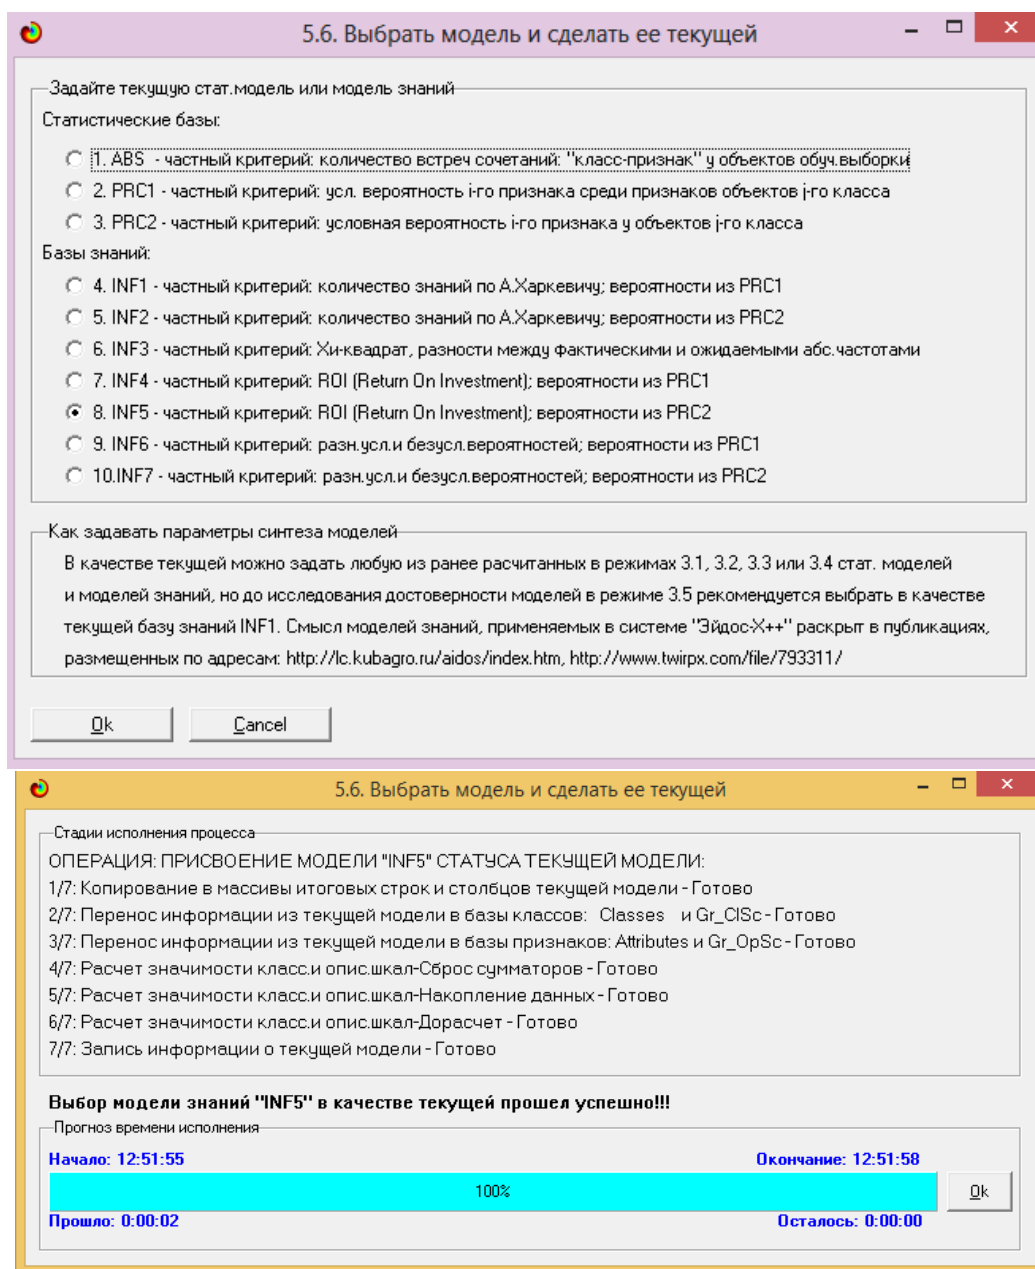 5.6. Выбрать модель и сделать ее текущей
Задайте текущую стат.модель или модель знаний
Статистические базы:
1. ABS - частный критерий: количество встреч сочетаний: "класс-признак" у объектов обуч.выборки
2. PRC1 - частный критерий: усл. вероятность i-го признака среди признаков объектов j-го класса
3. PRC2 - частный критерий: условная вероятность i-го признака у объектов j-го класса
Базы знаний:
4. INF1 - частный критерий: количество знаний по А.Харкевичу; вероятности из PRC1
5. INF2 - частный критерий: количество знаний по А.Харкевичу; вероятности из PRC2
6. INF3 - частный критерий: Хи-квадрат, разности между фактическими и ожидаемыми абс.частотами
7. INF4 - частный критерий: ROI (Return On Investment); вероятности из PRC1
8. INF5 - частный критерий: ROI (Return On Investment); вероятности из PRC2
9. INF6 - частный критерий: разн.усл.и безусл.вероятностей; вероятности из PRC1
10.INF7 - частный критерий: разн.усл.и безусл.вероятностей; вероятности из PRC2
Как задавать параметры синтеза моделей
В качестве текущей можно задать любую из ранее расчитанных в режимах 3.1, 3.2, 3.3 или 3.4 стат. моделей
и моделей знаний, но до исследования достоверности моделей в режиме 3.5 рекомендуется выбрать в качестве
текущей базу знаний INF1. Смысл моделей знаний, применяемых в системе "Эйдос-X++" раскрыт в публикациях,
размещенных по адресам: http://lc.kubagro.ru/aidos/index.htm, http://www.twirpx.com/file/793311/
Ok Cancel
5.6. Выбрать модель и сделать ее текущей
Стадии исполнения процесса
ОПЕРАЦИЯ: ПРИСВОЕНИЕ МОДЕЛИ "INF5" СТАТУСА ТЕКУЩЕЙ МОДЕЛИ:
1/7: Копирование в массивы итоговых строк и столбцов текущей модели - Готово
2/7: Перенос информации из текущей модели в базы классов: Classes и Gr_ClSc - Готово
3/7: Перенос информации из текущей модели в базы признаков: Attributes и Gr_OpSc - Готово
4/7: Расчет значимости класс.и опис.шкал-Сброс сумматоров - Готово
5/7: Расчет значимости класс.и опис.шкал-Накопление данных - Готово
6/7: Расчет значимости класс.и опис.шкал-Дорасчет - Готово
7/7: Запись информации о текущей модели - Готово
Выбор модели знаний "INF5" в качестве текущей прошел успешно!!!
Прогноз времени исполнения
Начало: 12:51:55 Окончание: 12:51:58
100% Ok
Прошло: 0:00:02 Осталось: 0:00:00